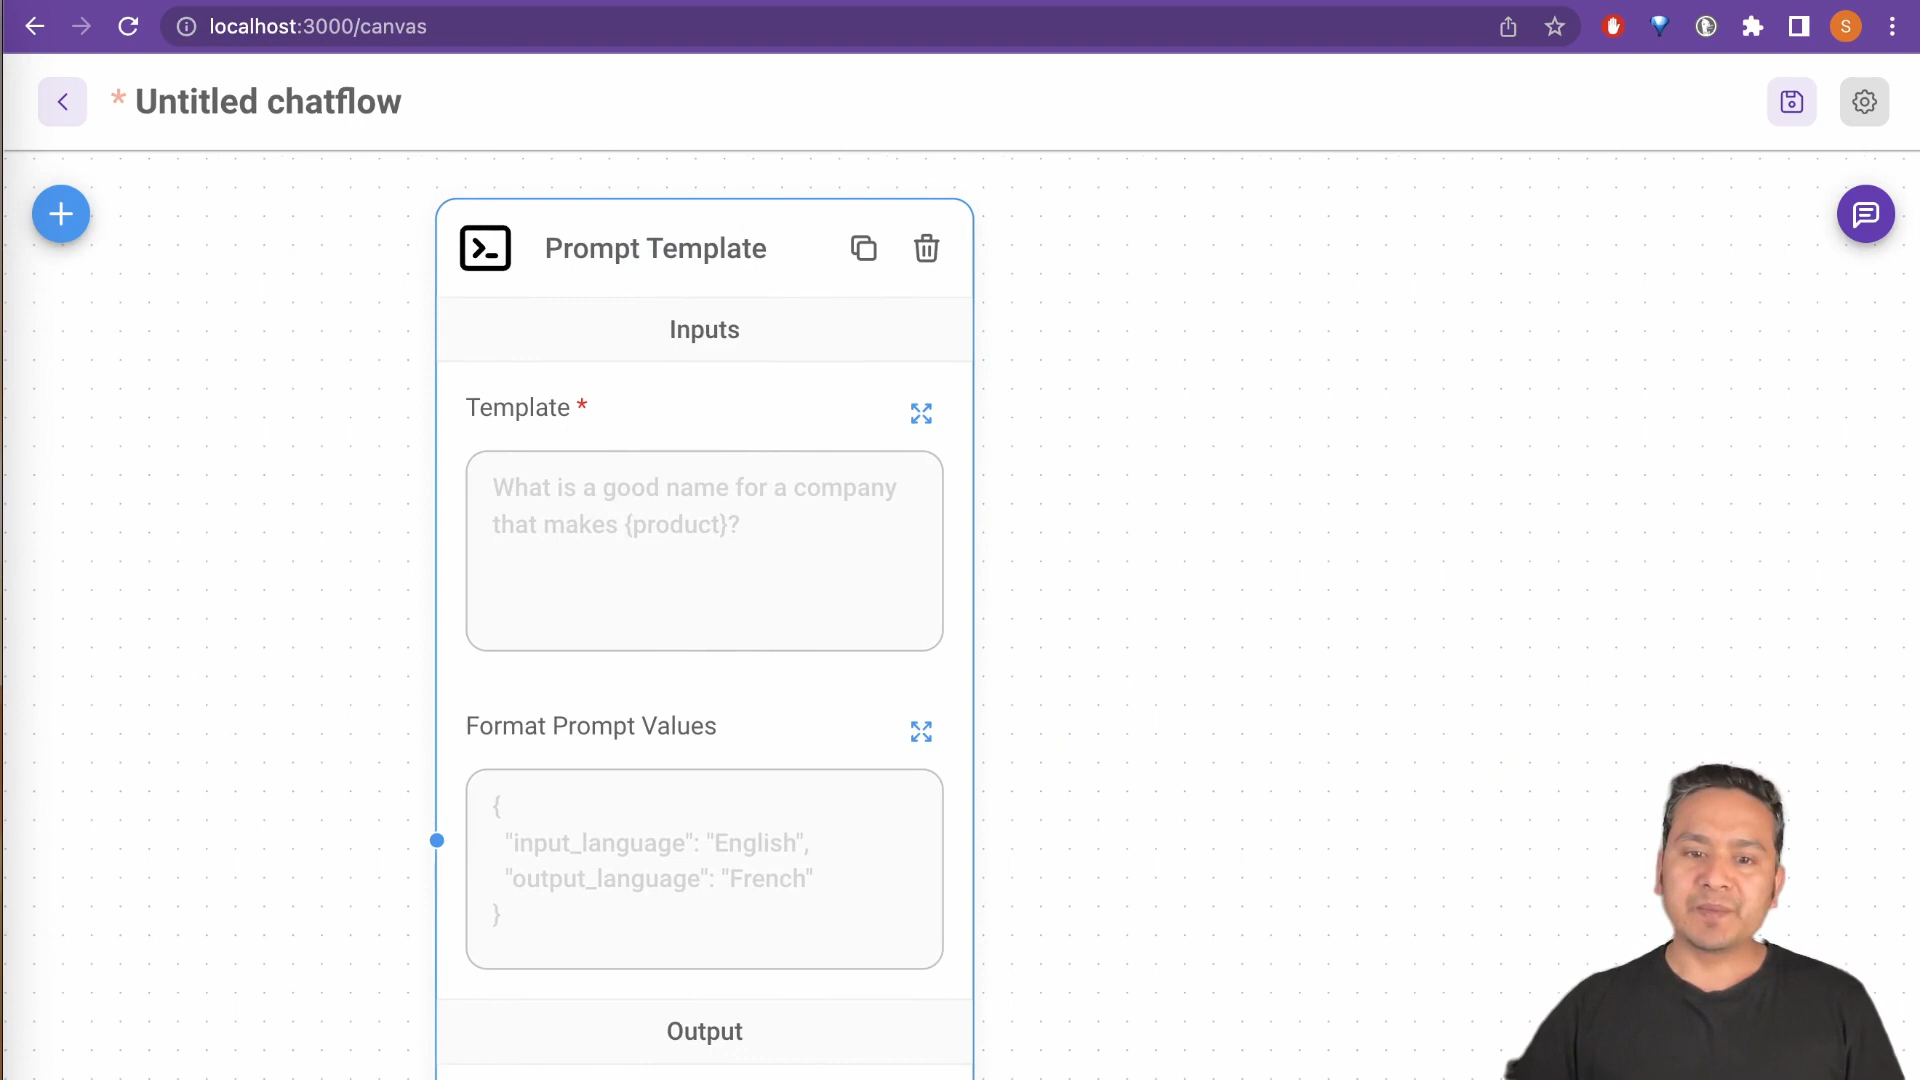 localhost:3000/canvas
S
* Untitled chatflow
Prompt Template
Inputs
Template *
What is a good name for a company
that makes {product}?
Format Prompt Values
{
"input_language": "English",
"output_language": "French"
}
Output